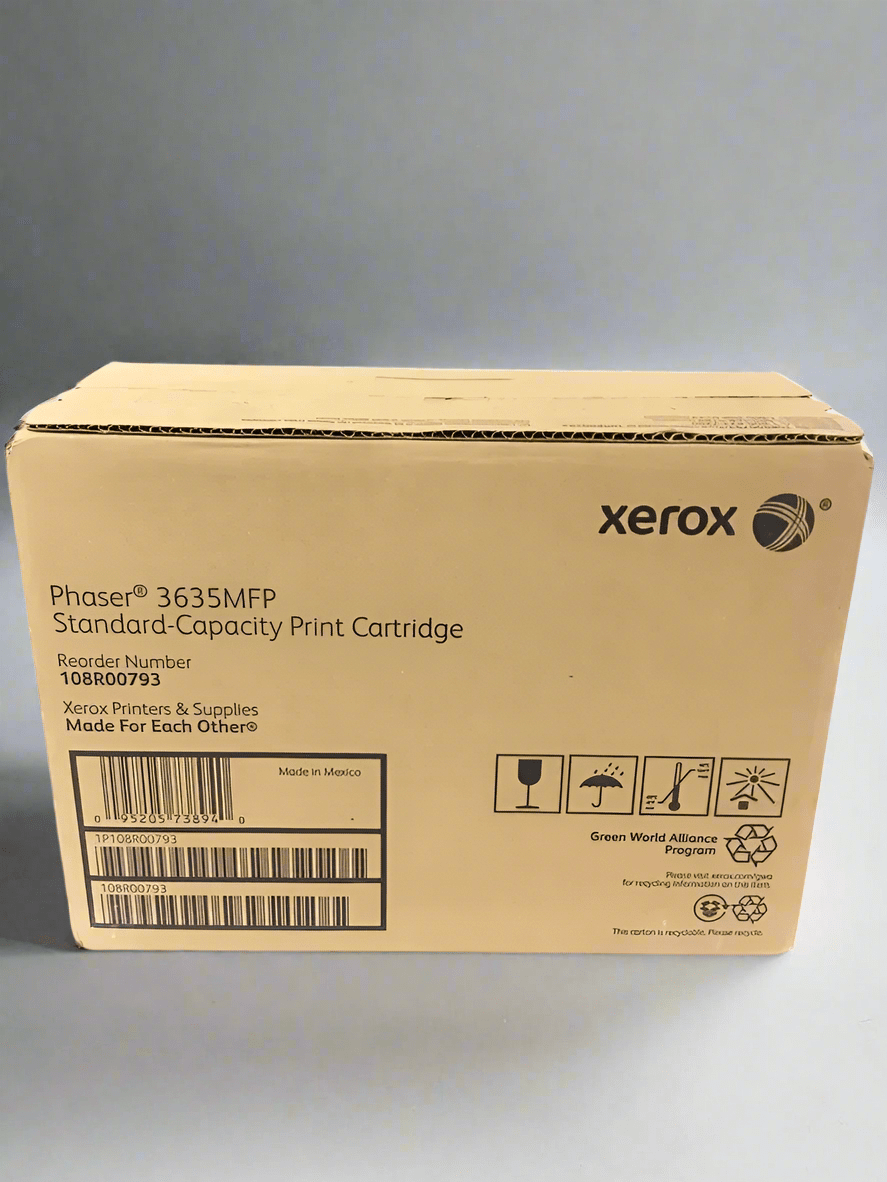 xerox ®
Phaser® 3635MFP
Standard-Capacity Print Cartridge
Reorder Number
108R00793
Xerox Printers & Supplies
Made For Each Other®
Made in Mexico
0 95205 73894 0
1P108R00793
108R00793
Green World Alliance
Program
Please visit xerox.com/gwa
for recycling information on this item.
This carton is recyclable. Please recycle.